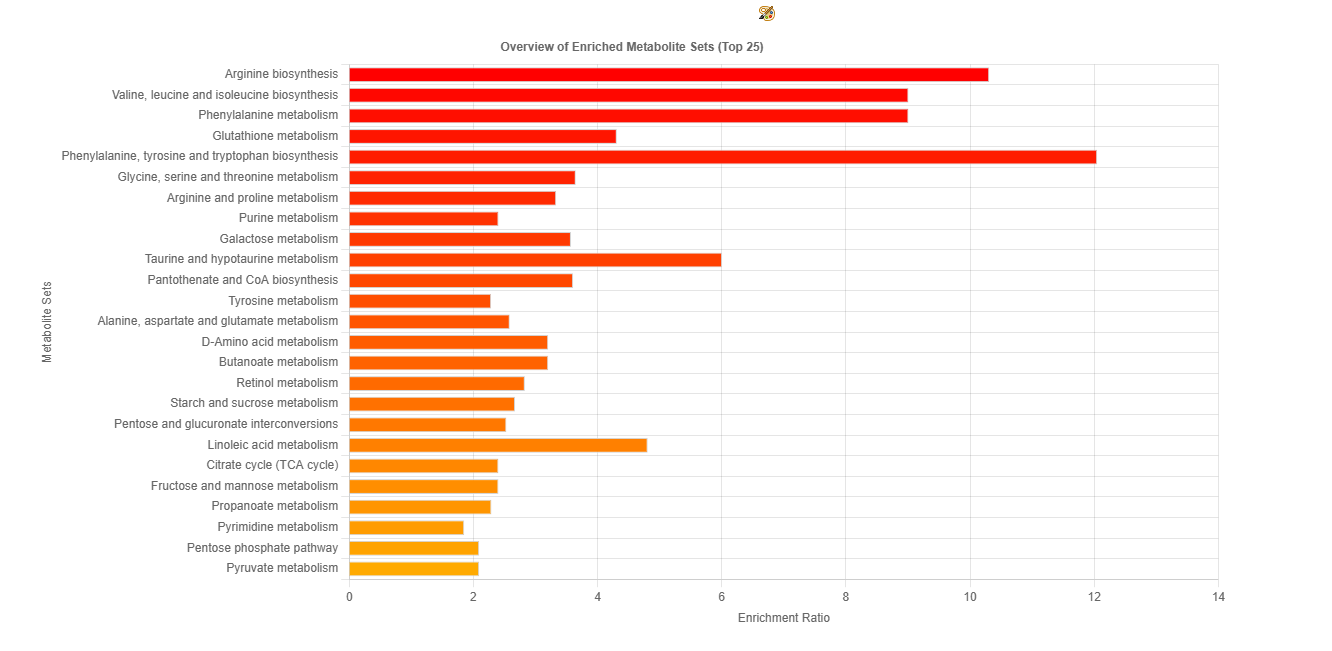 Overview of Enriched Metabolite Sets (Top 25)
Arginine biosynthesis
Valine, leucine and isoleucine biosynthesis
Phenylalanine metabolism
Glutathione metabolism
Phenylalanine, tyrosine and tryptophan biosynthesis
Glycine, serine and threonine metabolism
Arginine and proline metabolism
Purine metabolism
Galactose metabolism
Taurine and hypotaurine metabolism
Pantothenate and CoA biosynthesis
Tyrosine metabolism
Alanine, aspartate and glutamate metabolism
D-Amino acid metabolism
Butanoate metabolism
Retinol metabolism
Starch and sucrose metabolism
Pentose and glucuronate interconversions
Linoleic acid metabolism
Citrate cycle (TCA cycle)
Fructose and mannose metabolism
Propanoate metabolism
Pyrimidine metabolism
Pentose phosphate pathway
Pyruvate metabolism
Metabolite Sets
0 2 4 6 8 10 12 14
Enrichment Ratio